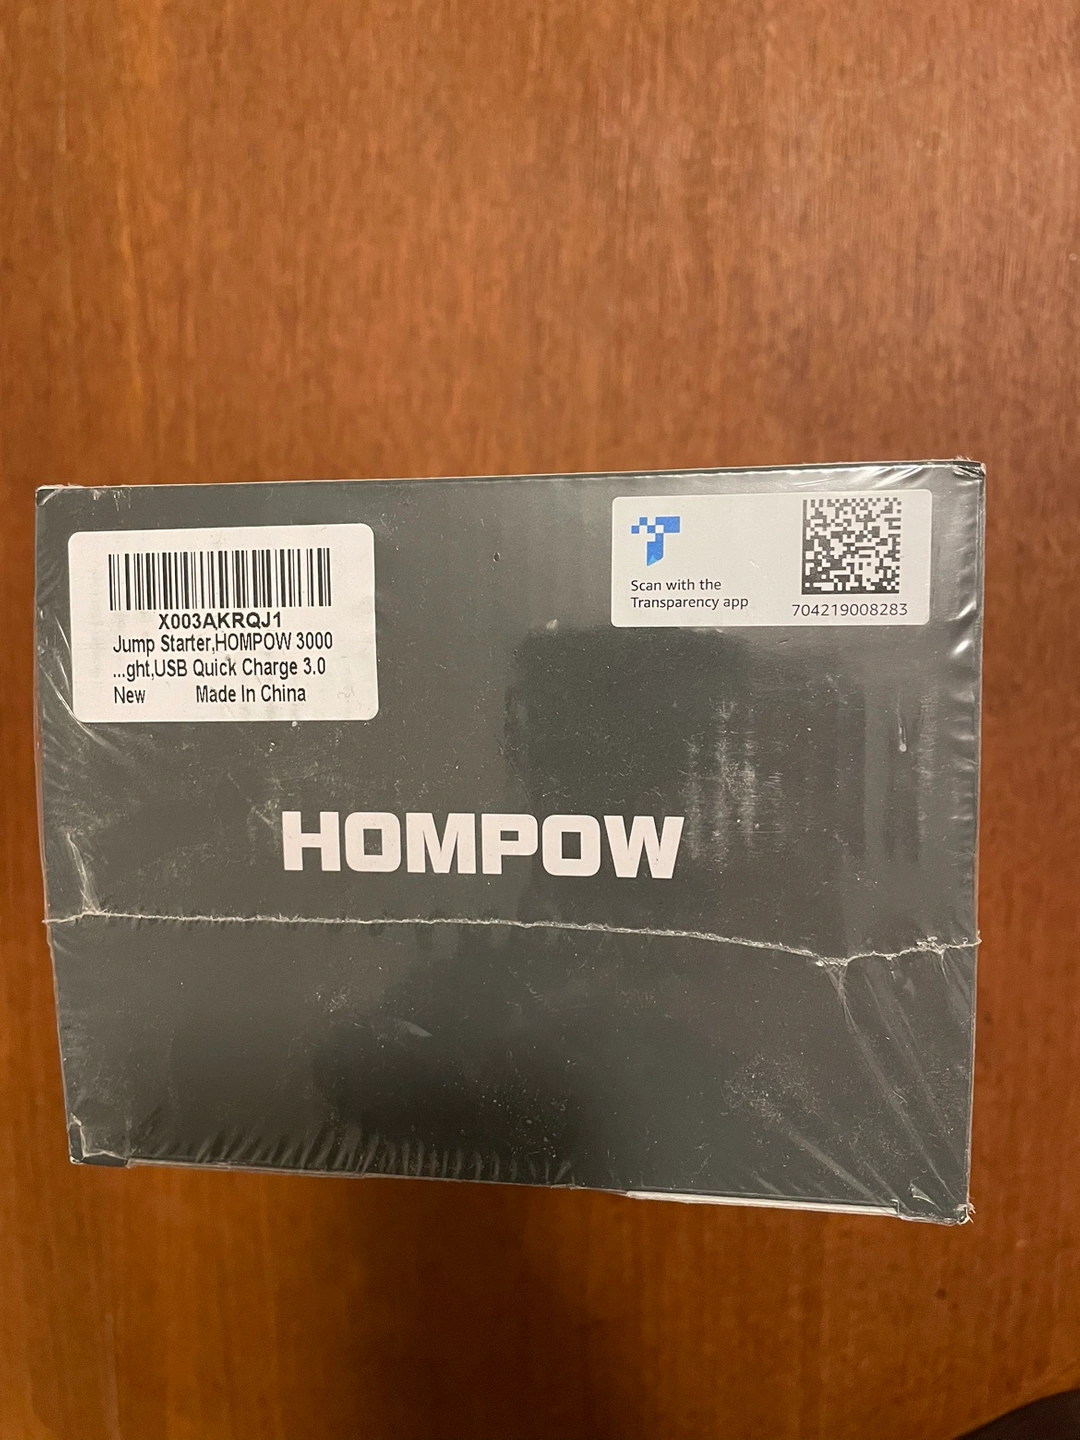 X003AKRQJ1
Jump Starter,HOMPOW 3000
...ght,USB Quick Charge 3.0
New Made In China
Scan with the
Transparency app
704219008283
HOMPOW